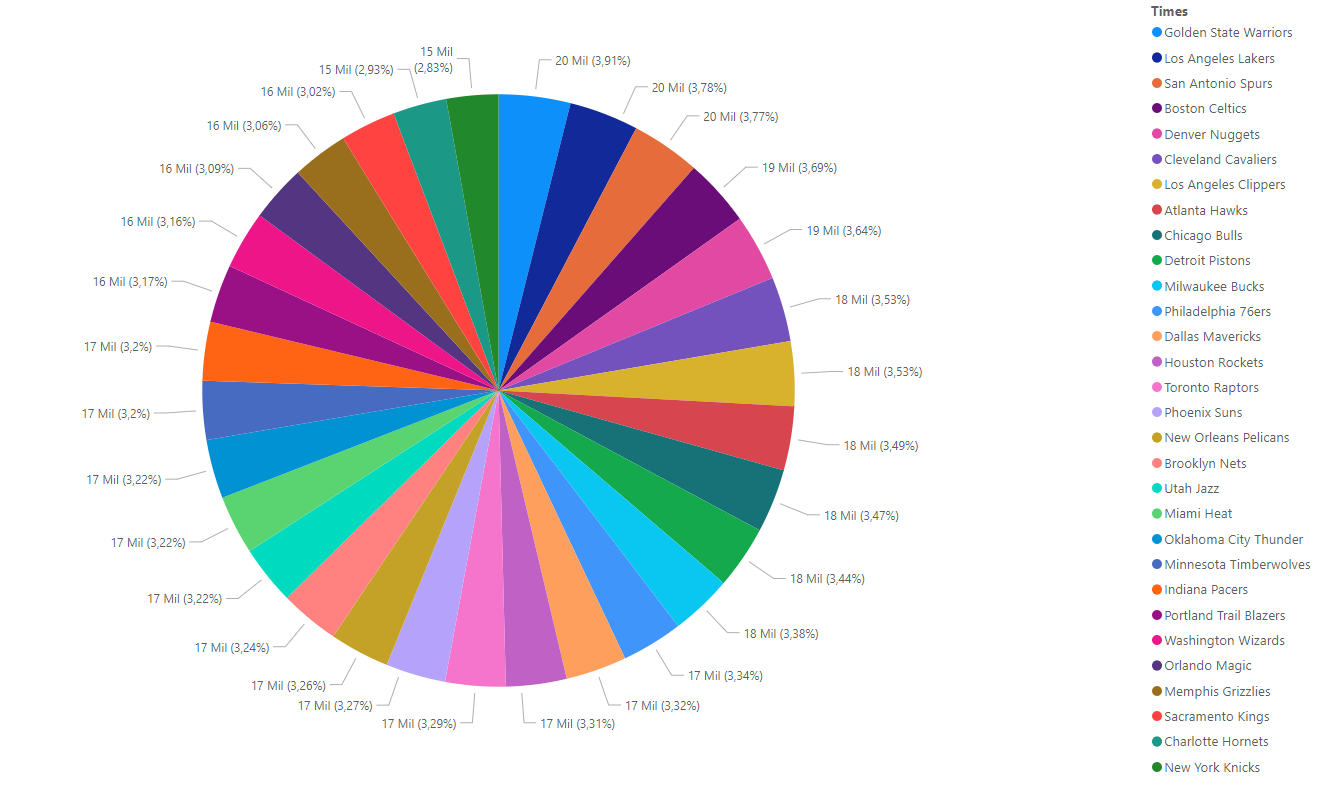 20 Mil (3,91%)
20 Mil (3,78%)
20 Mil (3,77%)
19 Mil (3,69%)
19 Mil (3,64%)
18 Mil (3,53%)
18 Mil (3,53%)
18 Mil (3,49%)
18 Mil (3,47%)
18 Mil (3,44%)
18 Mil (3,38%)
17 Mil (3,34%)
17 Mil (3,32%)
17 Mil (3,31%)
17 Mil (3,29%)
17 Mil (3,27%)
17 Mil (3,26%)
17 Mil (3,24%)
17 Mil (3,22%)
17 Mil (3,22%)
17 Mil (3,22%)
17 Mil (3,2%)
17 Mil (3,2%)
16 Mil (3,17%)
16 Mil (3,16%)
16 Mil (3,09%)
16 Mil (3,06%)
16 Mil (3,02%)
15 Mil (2,93%)
15 Mil
(2,83%)
Times
Golden State Warriors
Los Angeles Lakers
San Antonio Spurs
Boston Celtics
Denver Nuggets
Cleveland Cavaliers
Los Angeles Clippers
Atlanta Hawks
Chicago Bulls
Detroit Pistons
Milwaukee Bucks
Philadelphia 76ers
Dallas Mavericks
Houston Rockets
Toronto Raptors
Phoenix Suns
New Orleans Pelicans
Brooklyn Nets
Utah Jazz
Miami Heat
Oklahoma City Thunder
Minnesota Timberwolves
Indiana Pacers
Portland Trail Blazers
Washington Wizards
Orlando Magic
Memphis Grizzlies
Sacramento Kings
Charlotte Hornets
New York Knicks